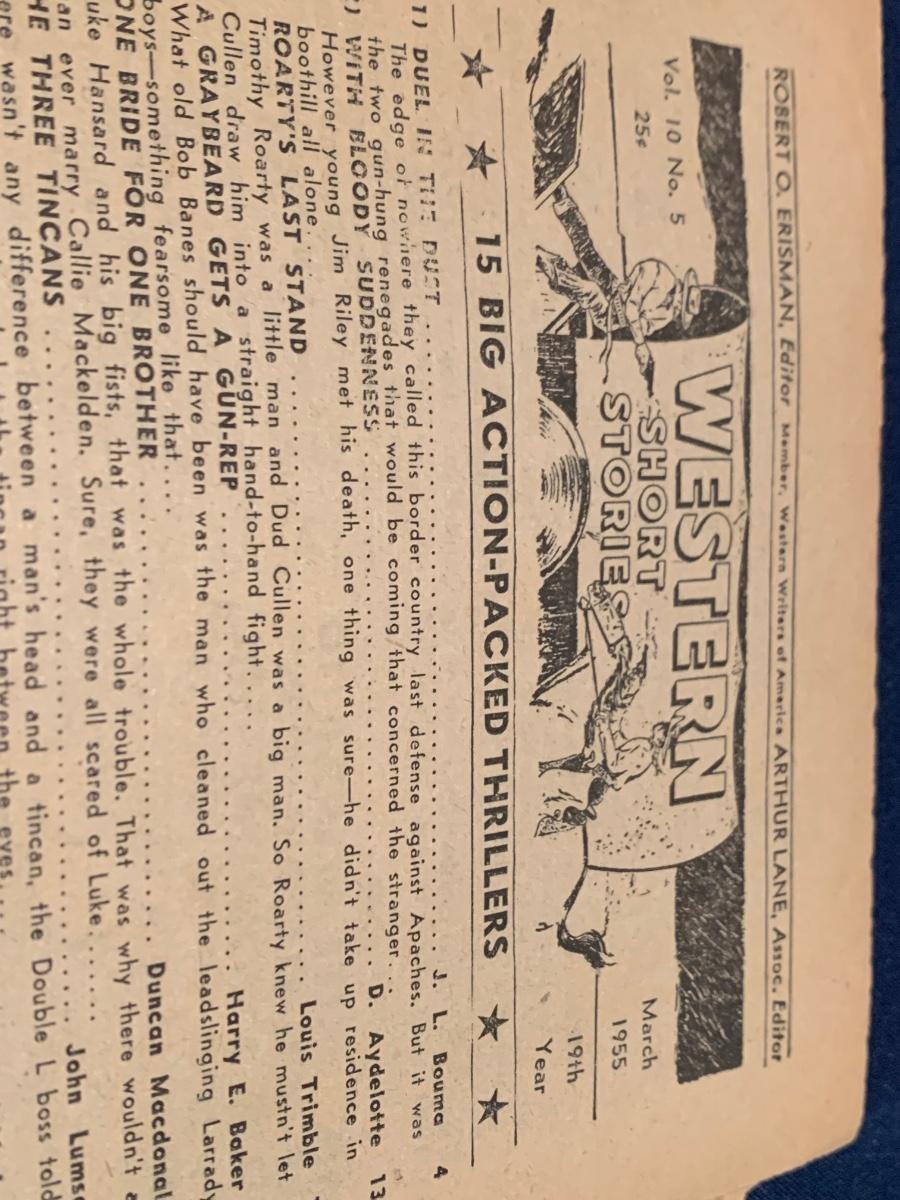 ROBERT O. ERISMAN, Editor Member, Western Writers of America ARTHUR LANE, Assoc. Editor
Vol. 10 No. 5
25¢
WESTERN
SHORT
STORIES
March
1955
19th
Year
15 BIG ACTION-PACKED THRILLERS
1) DUEL IN THE DUST .......... J. L. Bouma 4
The edge of nowhere they called this border country last defense against Apaches. But it was
the two gun-hung renegades that would be coming that concerned the stranger...
) WITH BLOODY SUDDENNESS .......... D. Aydelotte 13
However young Jim Riley met his death, one thing was sure—he didn't take up residence in
boothill all alone....
ROARTY'S LAST STAND .......... Louis Trimble
Timothy Roarty was a little man and Dud Cullen was a big man. So Roarty knew he mustn't let
Cullen draw him into a straight hand-to-hand fight....
A GRAYBEARD GETS A GUN-REP .......... Harry E. Baker
What old Bob Banes should have been was the man who cleaned out the leadslinging Larrady
boys—something fearsome like that...
ONE BRIDE FOR ONE BROTHER .......... Duncan Macdonal
uke Hansard and his big fists, that was the whole trouble. That was why there wouldn't a
an ever marry Callie Mackelden. Sure, they were all scared of Luke.....
HE THREE TINCANS .......... John Lums
ere wasn't any difference between a man's head and a tincan, the Double L boss told
the tincan right between the eyes...